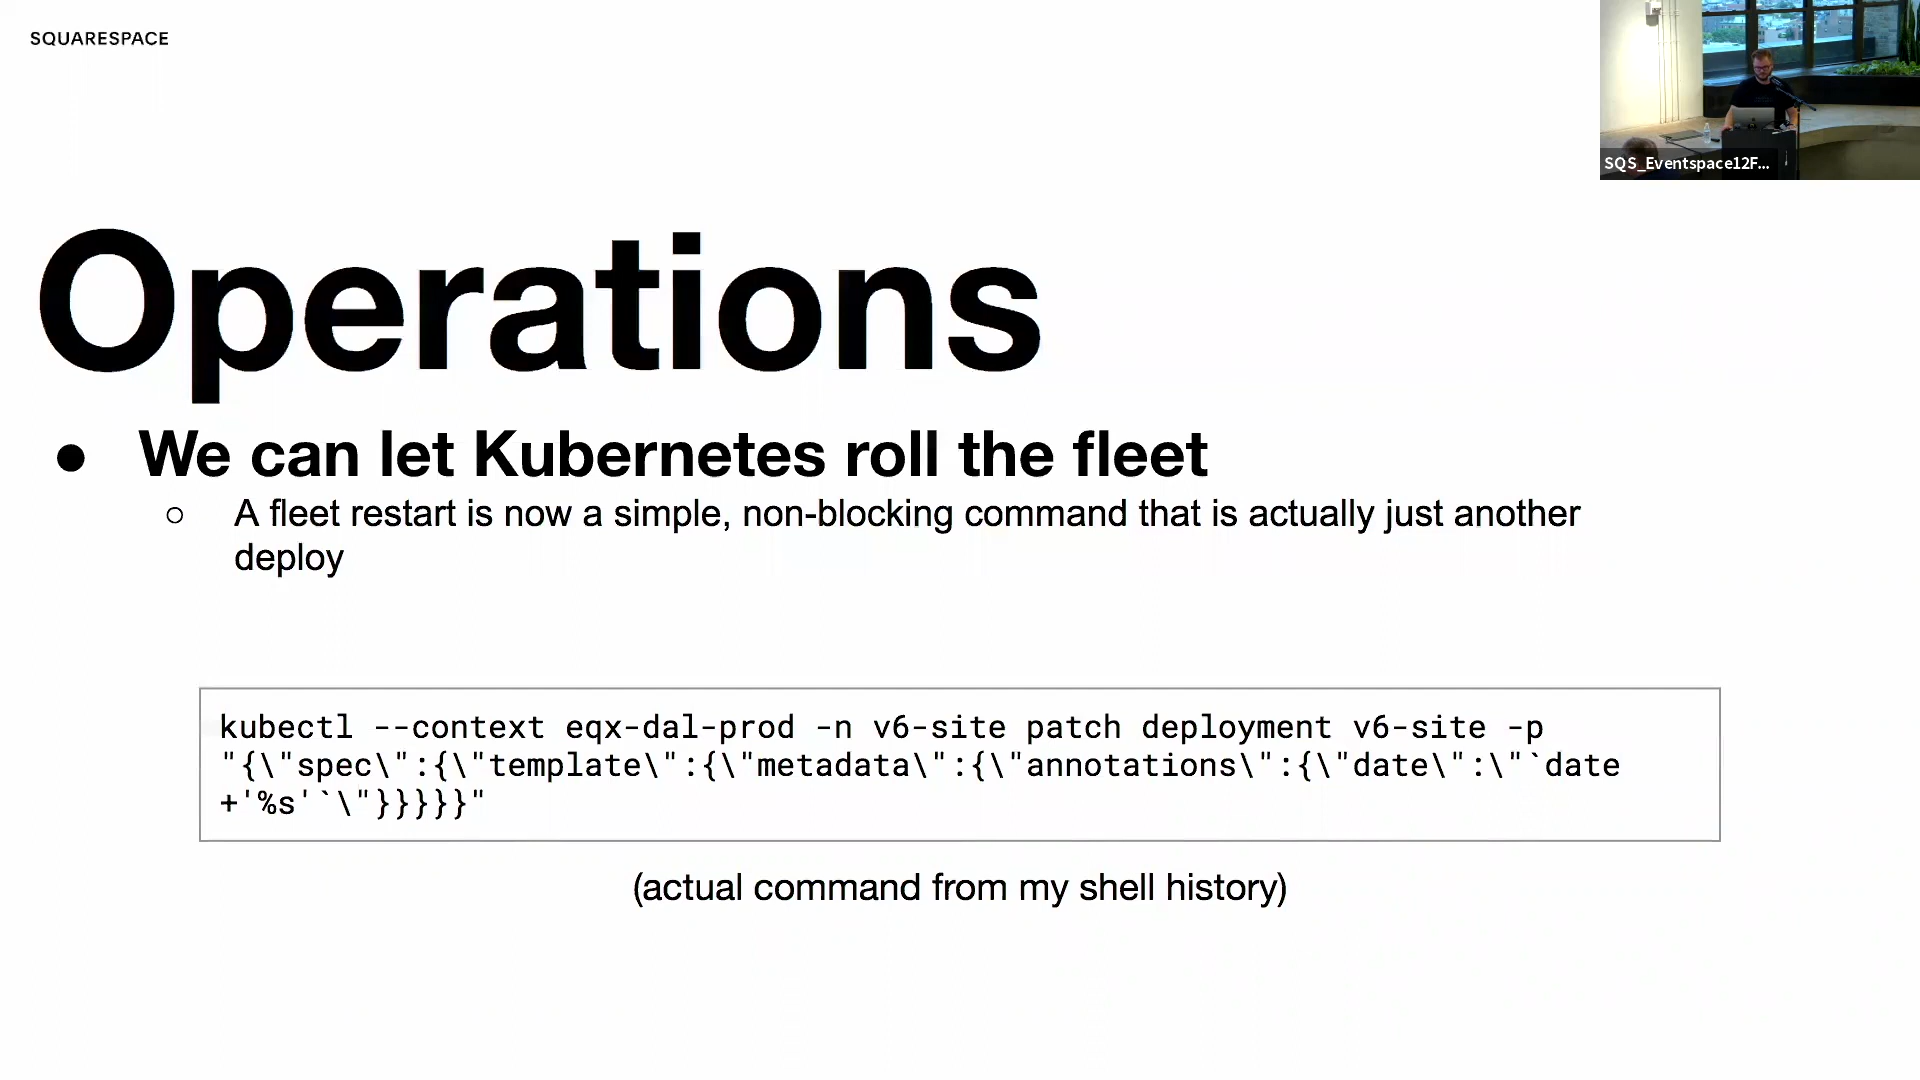 SQUARESPACE
SQS_Eventspace12F...
Operations
● We can let Kubernetes roll the fleet
○ A fleet restart is now a simple, non-blocking command that is actually just another
deploy
kubectl --context eqx-dal-prod -n v6-site patch deployment v6-site -p
"{\"spec\":{\"template\":{\"metadata\":{\"annotations\":{\"date\":\"`date
+'%s'`\"}}}}}"
(actual command from my shell history)